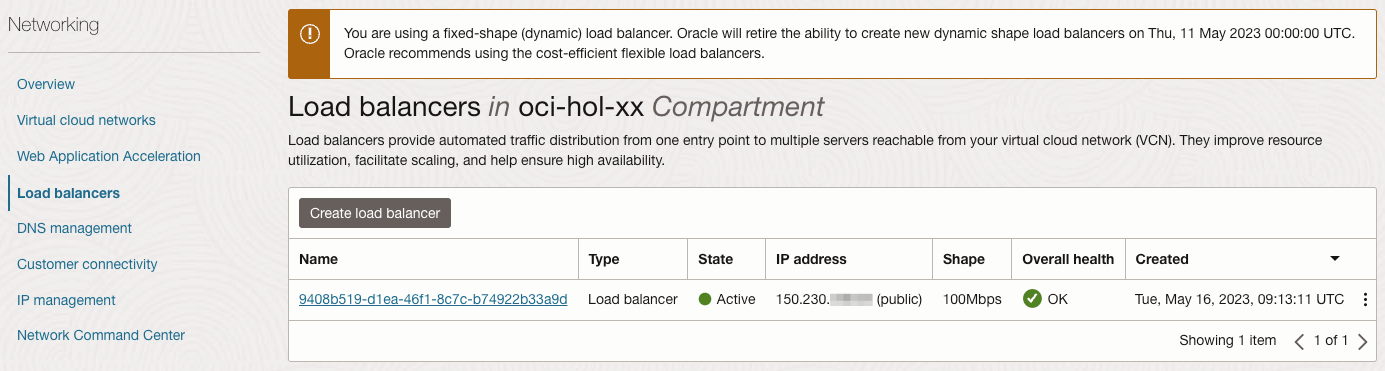 Networking
Overview
Virtual cloud networks
Web Application Acceleration
Load balancers
DNS management
Customer connectivity
IP management
Network Command Center
You are using a fixed-shape (dynamic) load balancer. Oracle will retire the ability to create new dynamic shape load balancers on Thu, 11 May 2023 00:00:00 UTC.
Oracle recommends using the cost-efficient flexible load balancers.
Load balancers in oci-hol-xx Compartment
Load balancers provide automated traffic distribution from one entry point to multiple servers reachable from your virtual cloud network (VCN). They improve resource
utilization, facilitate scaling, and help ensure high availability.
Create load balancer
Name Type State IP address Shape Overall health Created
9408b519-d1ea-46f1-8c7c-b74922b33a9d Load balancer Active 150.230. (public) 100Mbps OK Tue, May 16, 2023, 09:13:11 UTC
Showing 1 item 1 of 1